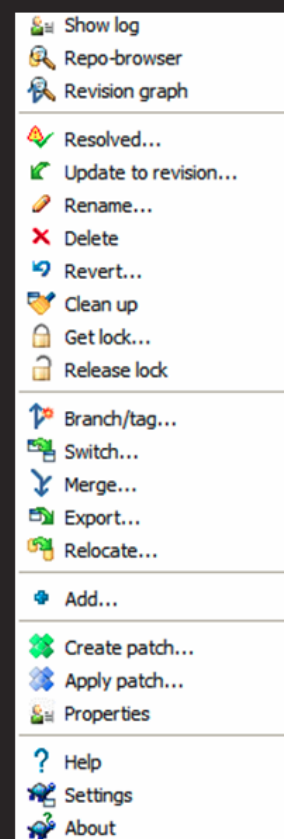 Show log
Repo-browser
Revision graph
Resolved...
Update to revision...
Rename...
Delete
Revert...
Clean up
Get lock...
Release lock
Branch/tag...
Switch...
Merge...
Export...
Relocate...
Add...
Create patch...
Apply patch...
Properties
Help
Settings
About